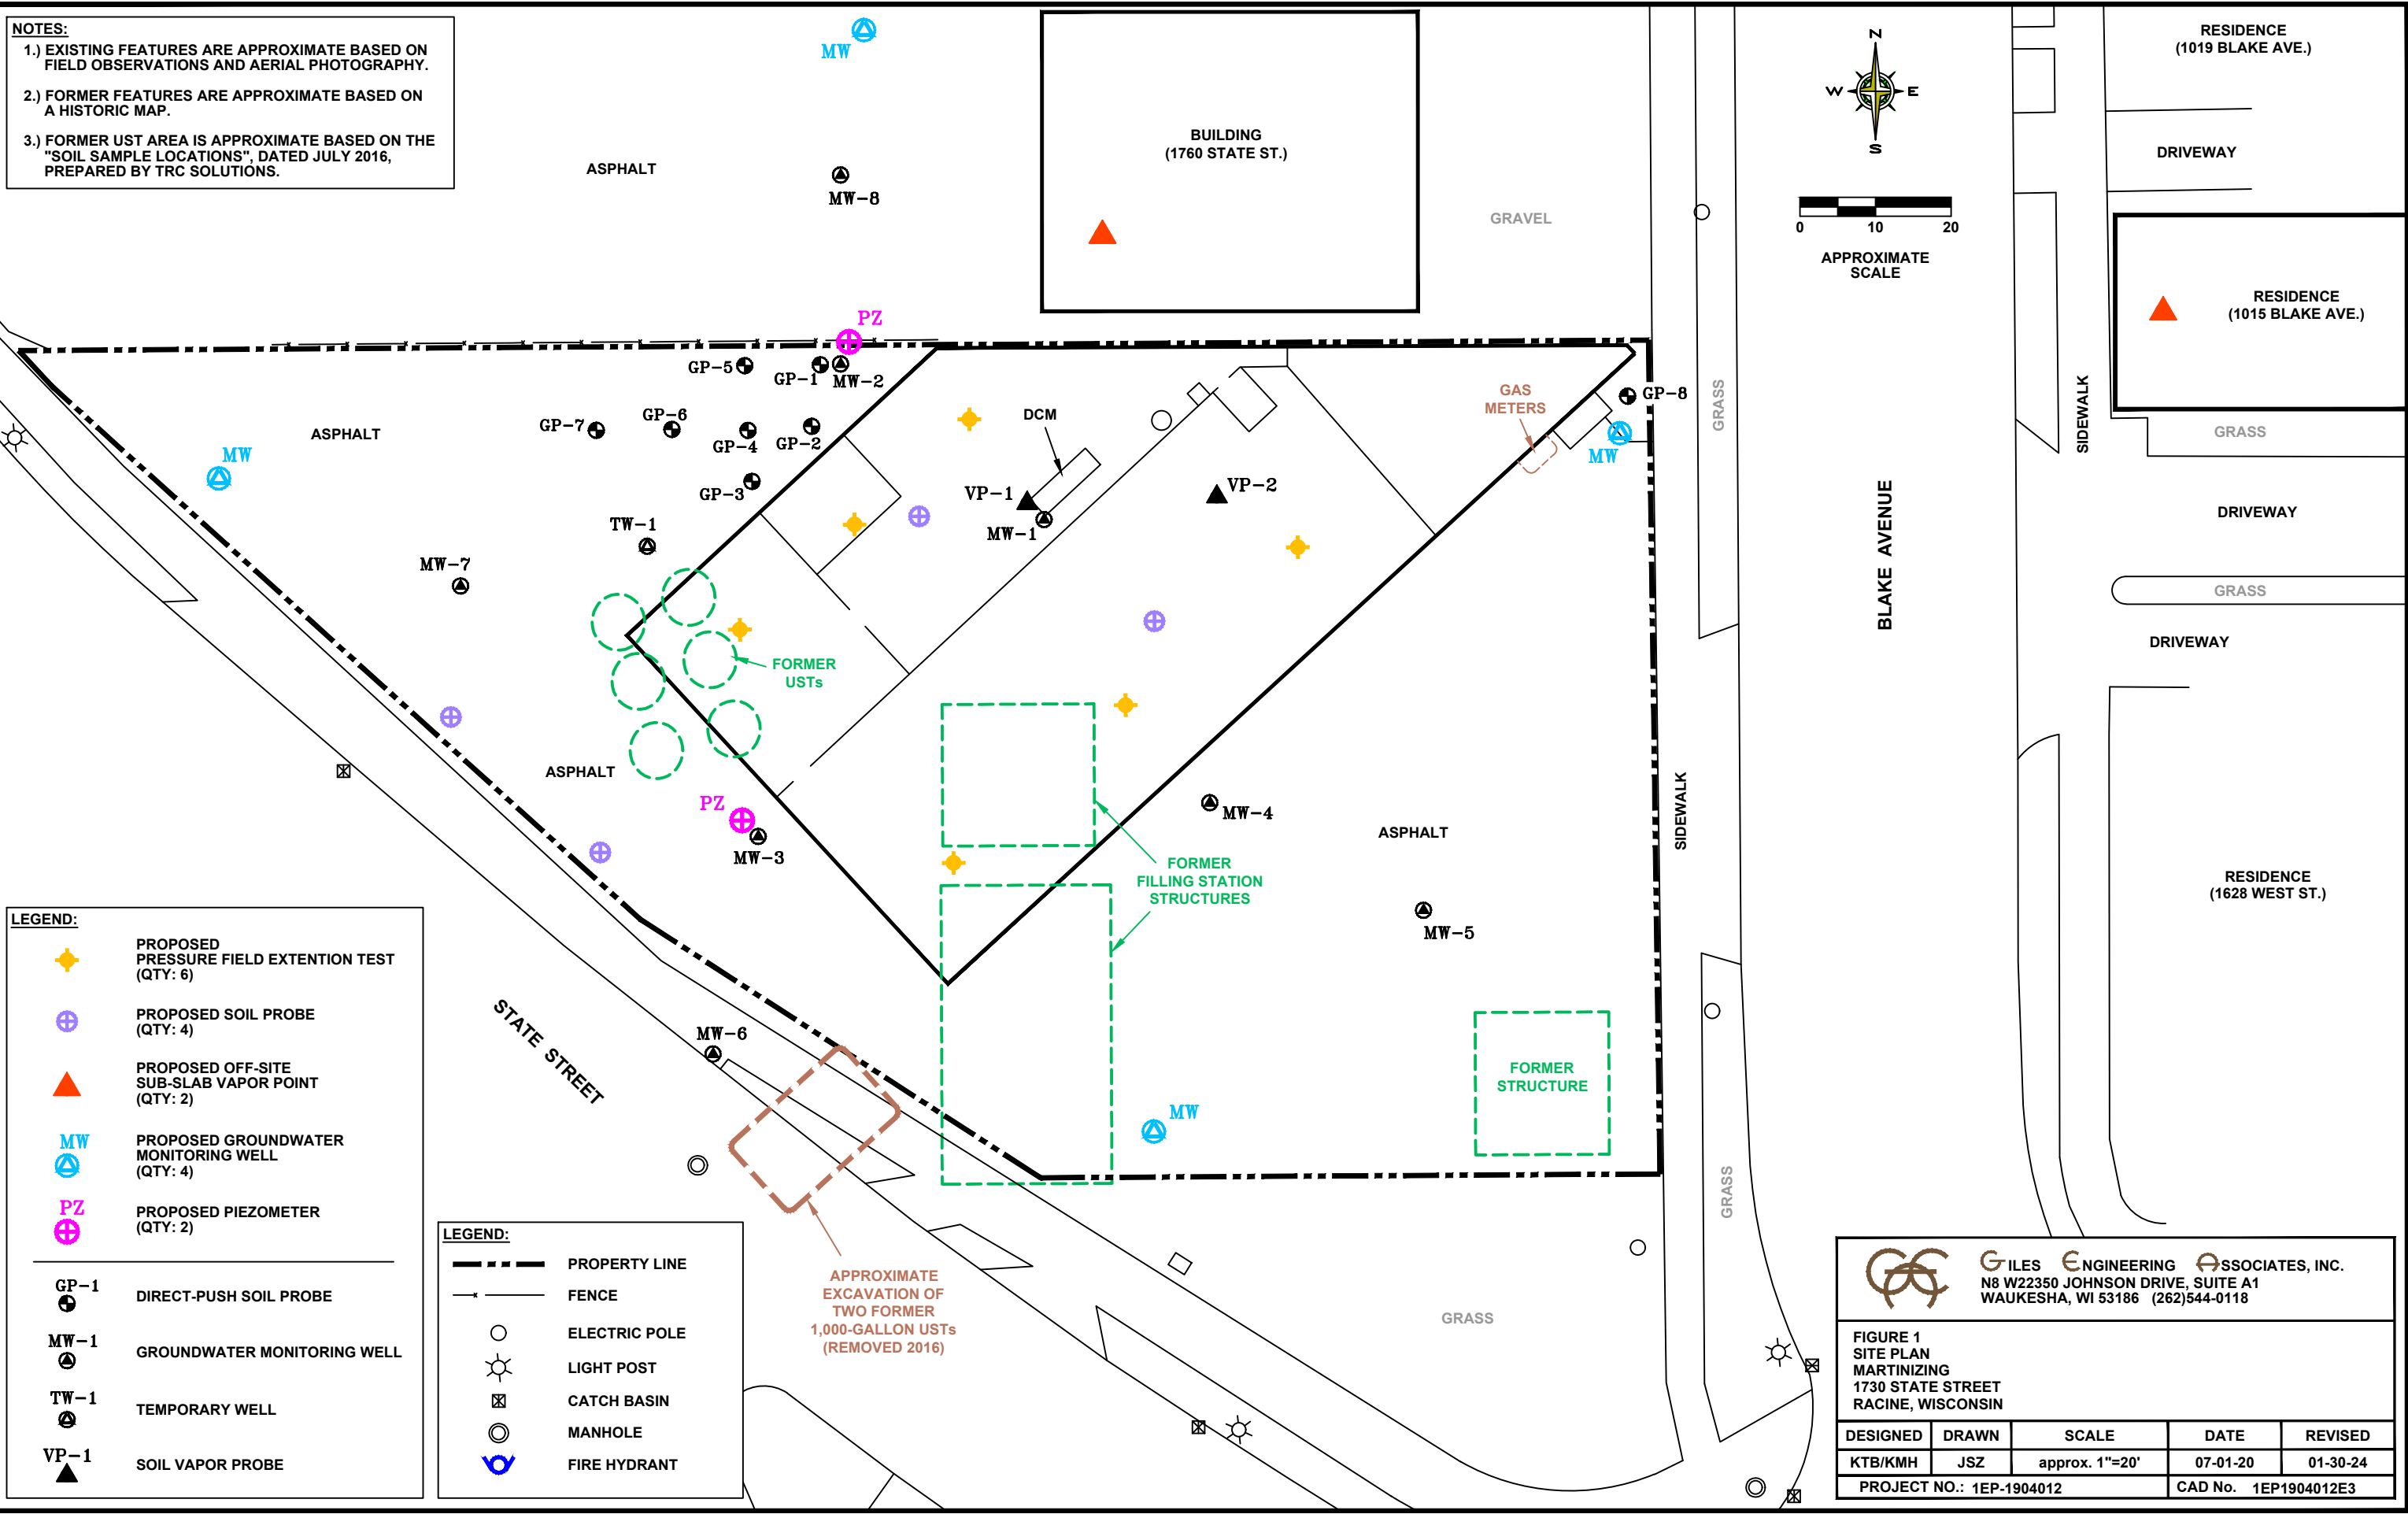 NOTES:
1.) EXISTING FEATURES ARE APPROXIMATE BASED ON
FIELD OBSERVATIONS AND AERIAL PHOTOGRAPHY.
2.) FORMER FEATURES ARE APPROXIMATE BASED ON
A HISTORIC MAP.
3.) FORMER UST AREA IS APPROXIMATE BASED ON THE
"SOIL SAMPLE LOCATIONS", DATED JULY 2016,
PREPARED BY TRC SOLUTIONS.
MW
ASPHALT
MW-8
BUILDING
(1760 STATE ST.)
GRAVEL
N
W
E
S
0
10
20
APPROXIMATE
SCALE
RESIDENCE
(1019 BLAKE AVE.)
DRIVEWAY
RESIDENCE
(1015 BLAKE AVE.)
PZ
GP-5
GP-1
MW-2
GP-7
GP-6
GP-4
GP-2
GP-3
ASPHALT
MW
TW-1
MW-7
DCM
VP-1
MW-1
VP-2
GAS
METERS
GP-8
MW
GRASS
SIDEWALK
GRASS
DRIVEWAY
GRASS
DRIVEWAY
BLAKE AVENUE
FORMER
USTs
ASPHALT
PZ
MW-3
MW-4
ASPHALT
SIDEWALK
FORMER
FILLING STATION
STRUCTURES
MW-5
RESIDENCE
(1628 WEST ST.)
STATE STREET
MW-6
FORMER
STRUCTURE
MW
GRASS
APPROXIMATE
EXCAVATION OF
TWO FORMER
1,000-GALLON USTs
(REMOVED 2016)
GRASS
LEGEND:
PROPOSED
PRESSURE FIELD EXTENTION TEST
(QTY: 6)
PROPOSED SOIL PROBE
(QTY: 4)
PROPOSED OFF-SITE
SUB-SLAB VAPOR POINT
(QTY: 2)
MW
PROPOSED GROUNDWATER
MONITORING WELL
(QTY: 4)
PZ
PROPOSED PIEZOMETER
(QTY: 2)
GP-1
DIRECT-PUSH SOIL PROBE
MW-1
GROUNDWATER MONITORING WELL
TW-1
TEMPORARY WELL
VP-1
SOIL VAPOR PROBE
LEGEND:
PROPERTY LINE
FENCE
ELECTRIC POLE
LIGHT POST
CATCH BASIN
MANHOLE
FIRE HYDRANT
GILES ENGINEERING ASSOCIATES, INC.
N8 W22350 JOHNSON DRIVE, SUITE A1
WAUKESHA, WI 53186 (262)544-0118
FIGURE 1
SITE PLAN
MARTINIZING
1730 STATE STREET
RACINE, WISCONSIN
DESIGNED DRAWN SCALE DATE REVISED
KTB/KMH JSZ approx. 1"=20' 07-01-20 01-30-24
PROJECT NO.: 1EP-1904012 CAD No. 1EP1904012E3